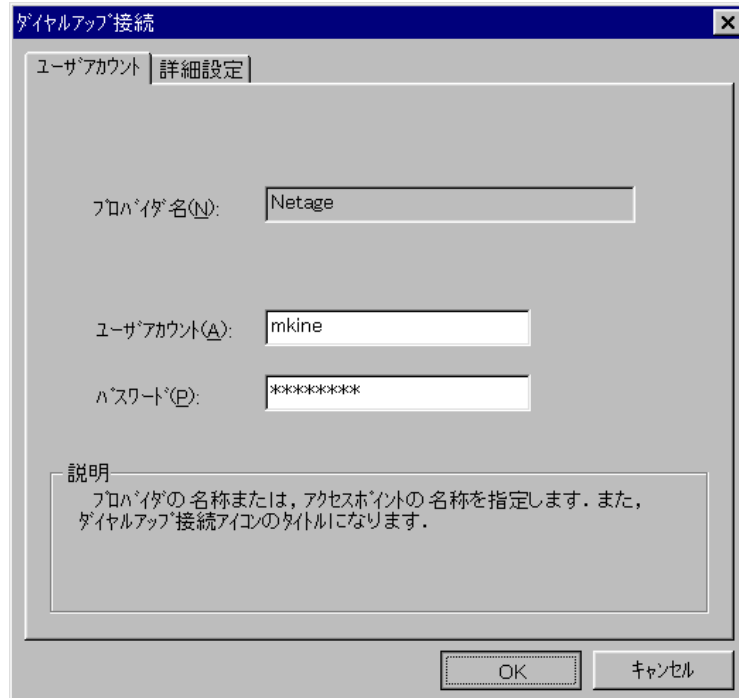 ﾀﾞｲﾔﾙｱｯﾌﾟ接続
ﾕｰｻﾞｱｶｳﾝﾄ 詳細設定
ﾌﾟﾛﾊﾞｲﾀﾞ名(N): Netage
ﾕｰｻﾞｱｶｳﾝﾄ(A): mkine
ﾊﾟｽﾜｰﾄﾞ(P): ********
説明
ﾌﾟﾛﾊﾞｲﾀﾞの名称または，ｱｸｾｽﾎﾟｲﾝﾄの名称を指定します．また，
ﾀﾞｲﾔﾙｱｯﾌﾟ接続ｱｲｺﾝのﾀｲﾄﾙになります．
OK ｷｬﾝｾﾙ